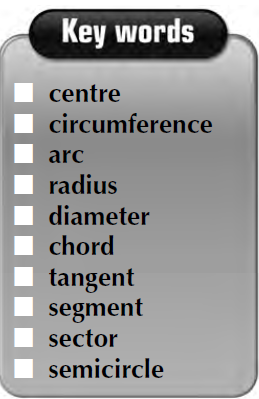 Key words
centre
circumference
arc
radius
diameter
chord
tangent
segment
sector
semicircle